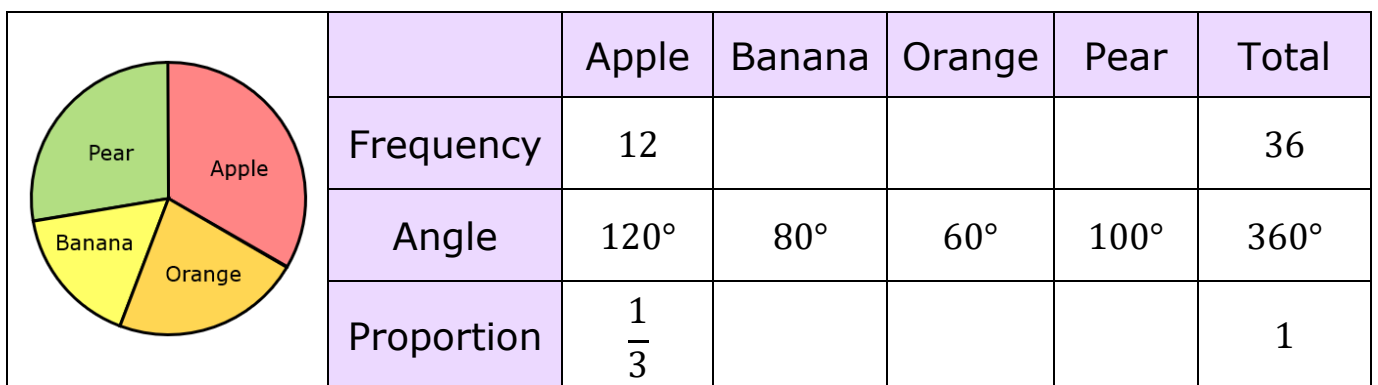 Pear
Apple
Banana
Orange
Apple Banana Orange Pear Total
Frequency 12 36
Angle 120° 80° 60° 100° 360°
Proportion 1/3 1